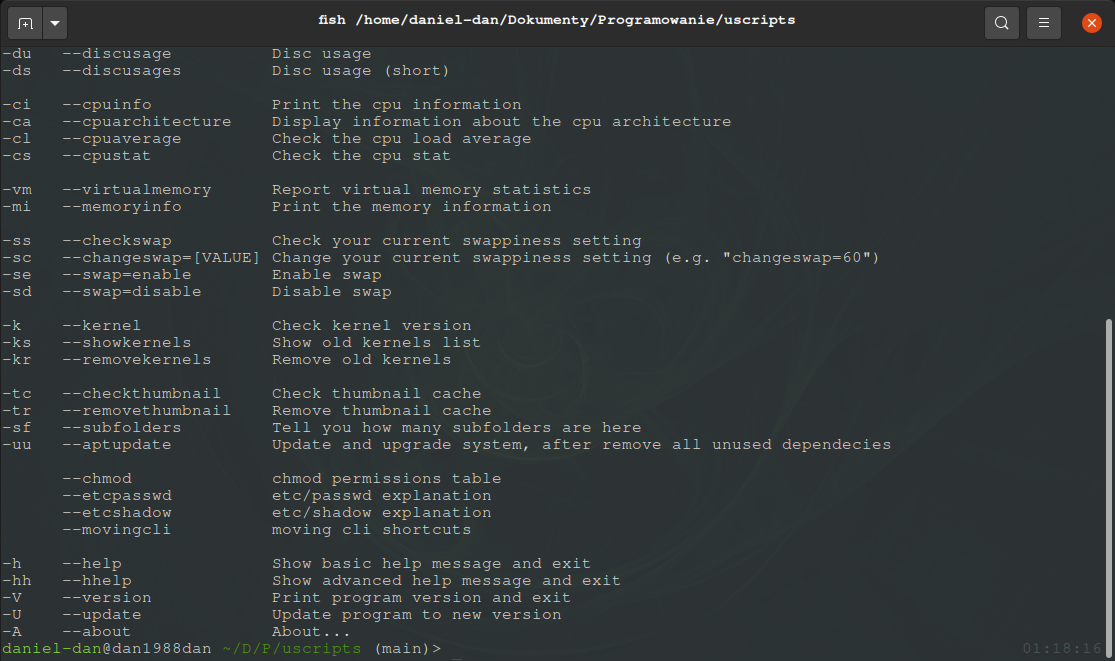 fish /home/daniel-dan/Dokumenty/Programowanie/uscripts
-du   --discusage          Disc usage
-ds   --discusages         Disc usage (short)
-ci   --cpuinfo            Print the cpu information
-ca   --cpuarchitecture    Display information about the cpu architecture
-cl   --cpuaverage         Check the cpu load average
-cs   --cpustat            Check the cpu stat
-vm   --virtualmemory      Report virtual memory statistics
-mi   --memoryinfo         Print the memory information
-ss   --checkswap          Check your current swappiness setting
-sc   --changeswap=[VALUE] Change your current swappiness setting (e.g. "changeswap=60")
-se   --swap=enable        Enable swap
-sd   --swap=disable       Disable swap
-k    --kernel             Check kernel version
-ks   --showkernels        Show old kernels list
-kr   --removekernels      Remove old kernels
-tc   --checkthumbnail     Check thumbnail cache
-tr   --removethumbnail    Remove thumbnail cache
-sf   --subfolders         Tell you how many subfolders are here
-uu   --aptupdate          Update and upgrade system, after remove all unused dependecies
      --chmod              chmod permissions table
      --etcpasswd          etc/passwd explanation
      --etcshadow          etc/shadow explanation
      --movingcli          moving cli shortcuts
-h    --help               Show basic help message and exit
-hh   --hhelp              Show advanced help message and exit
-V    --version            Print program version and exit
-U    --update             Update program to new version
-A    --about              About...
daniel-dan@dan1988dan ~/D/P/uscripts (main)> 01:18:16